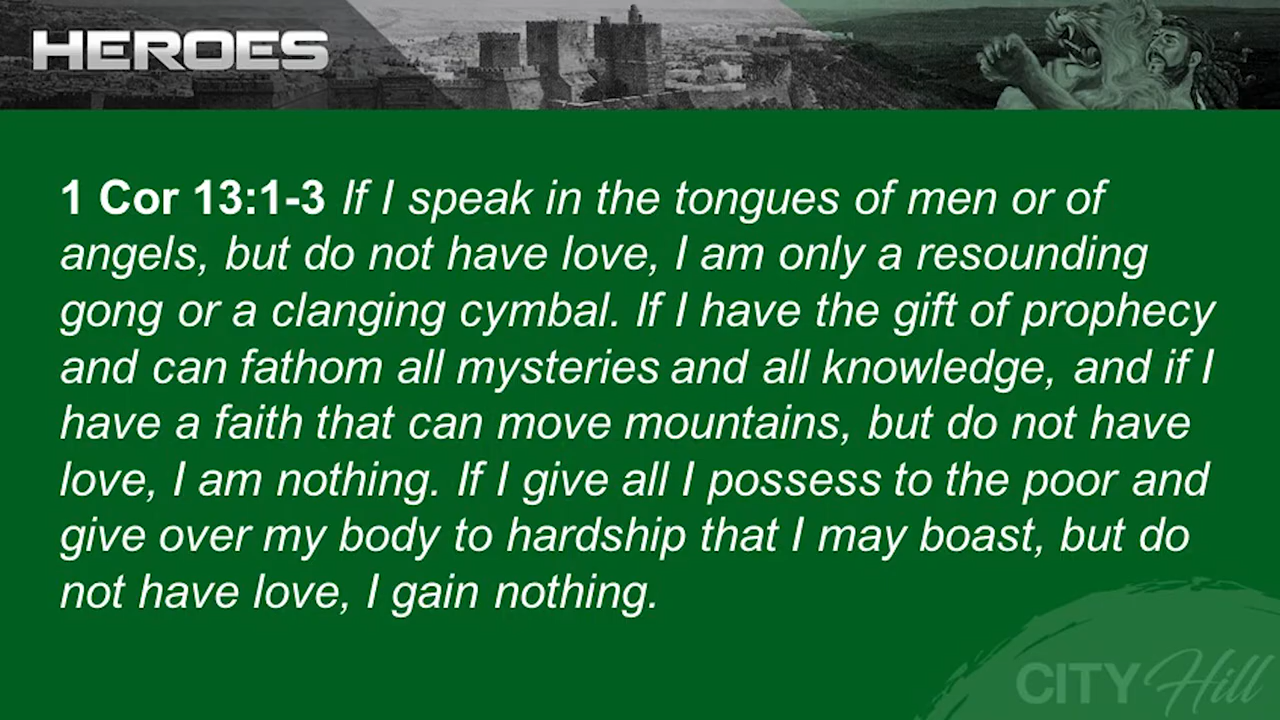 HEROES
1 Cor 13:1-3 If I speak in the tongues of men or of
angels, but do not have love, I am only a resounding
gong or a clanging cymbal. If I have the gift of prophecy
and can fathom all mysteries and all knowledge, and if I
have a faith that can move mountains, but do not have
love, I am nothing. If I give all I possess to the poor and
give over my body to hardship that I may boast, but do
not have love, I gain nothing.
CITY Hill